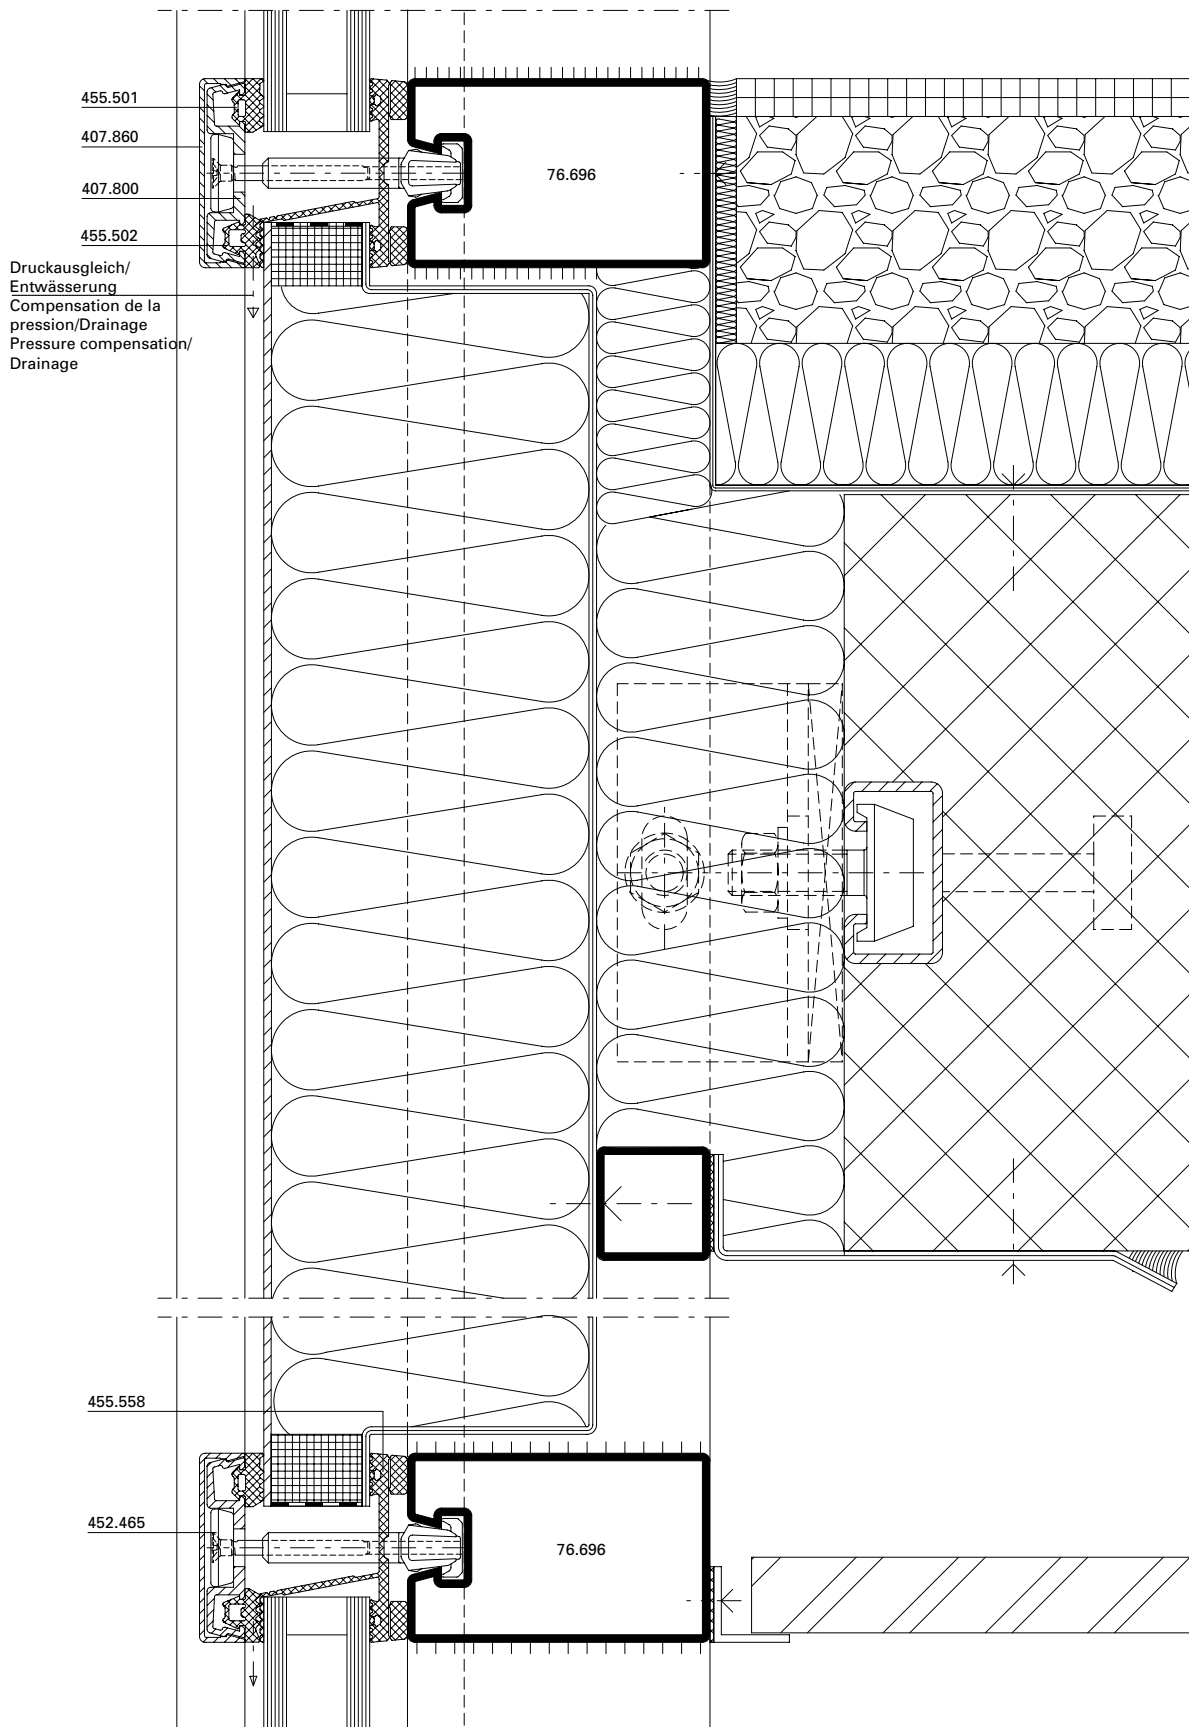 455.501
407.860
76.696
407.800
455.502
Druckausgleich/
Entwässerung
Compensation de la
pression/Drainage
Pressure compensation/
Drainage
455.558
452.465
76.696